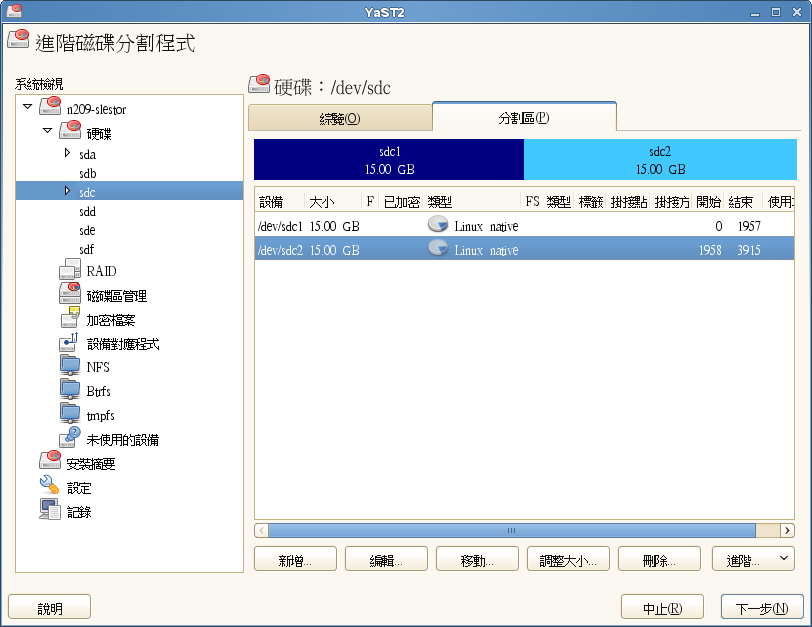 YaST2
進階磁碟分割程式
系統檢視
n209-slestor
硬碟
sda
sdb
sdc
sdd
sde
sdf
RAID
磁碟區管理
加密檔案
設備對應程式
NFS
Btrfs
tmpfs
未使用的設備
安裝摘要
設定
記錄
硬碟：/dev/sdc
綜覽(O) 分割區(P)
sdc1 sdc2
15.00 GB 15.00 GB
設備 大小 F 已加密 類型 FS 類型 標籤 掛接點 掛接方 開始 結束 使用
/dev/sdc1 15.00 GB Linux native 0 1957
/dev/sdc2 15.00 GB Linux native 1958 3915
新增... 編輯... 移動... 調整大小... 刪除... 進階...
說明 中止(R) 下一步(N)